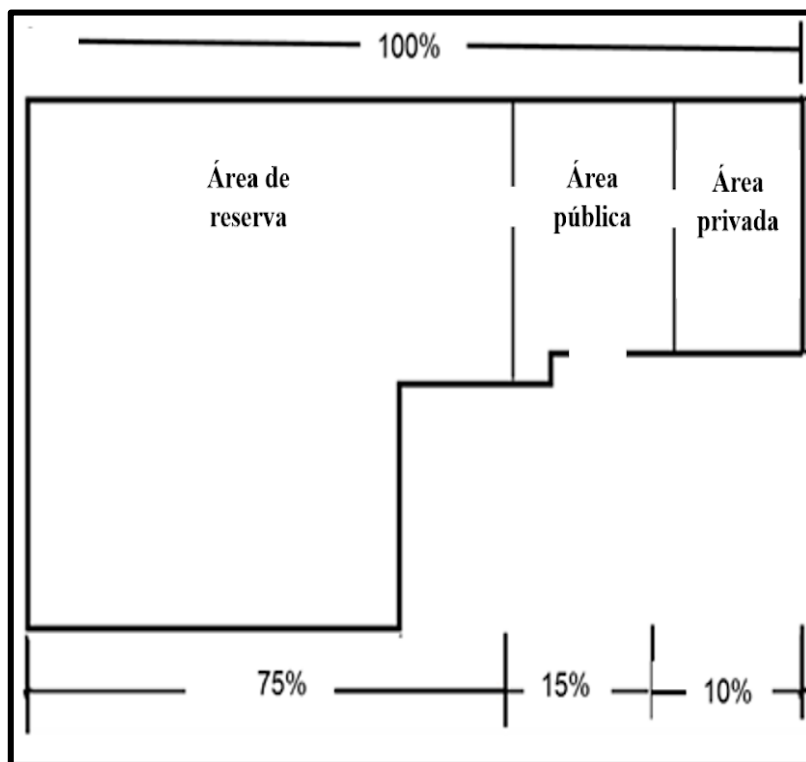 100%
Área de
reserva
Área
pública
Área
privada
75%
15%
10%